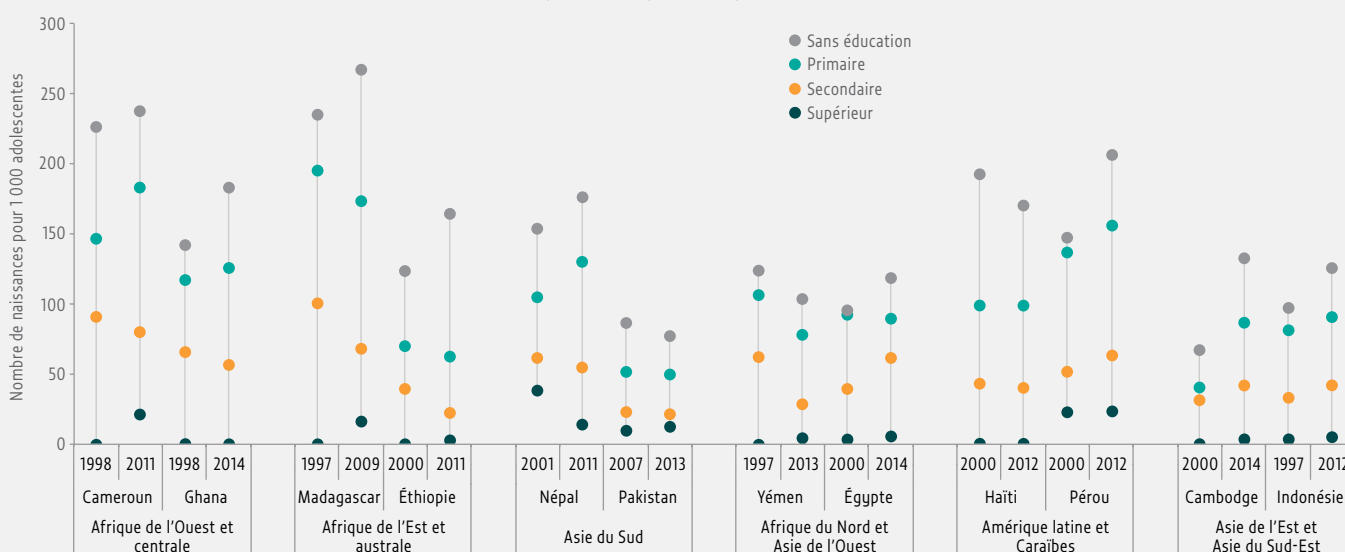 Nombre de naissances pour 1 000 adolescentes
300
250
200
150
100
50
0
Sans éducation
Primaire
Secondaire
Supérieur
1998 2011 1998 2014 1997 2009 2000 2011 2001 2011 2007 2013 1997 2013 2000 2014 2000 2012 2000 2012 2000 2014 1997 2012
Cameroun Ghana Madagascar Éthiopie Népal Pakistan Yémen Égypte Haïti Pérou Cambodge Indonésie
Afrique de l'Ouest et
centrale
Afrique de l'Est et
australe
Asie du Sud
Afrique du Nord et
Asie de l'Ouest
Amérique latine et
Caraïbes
Asie de l'Est et
Asie du Sud-Est